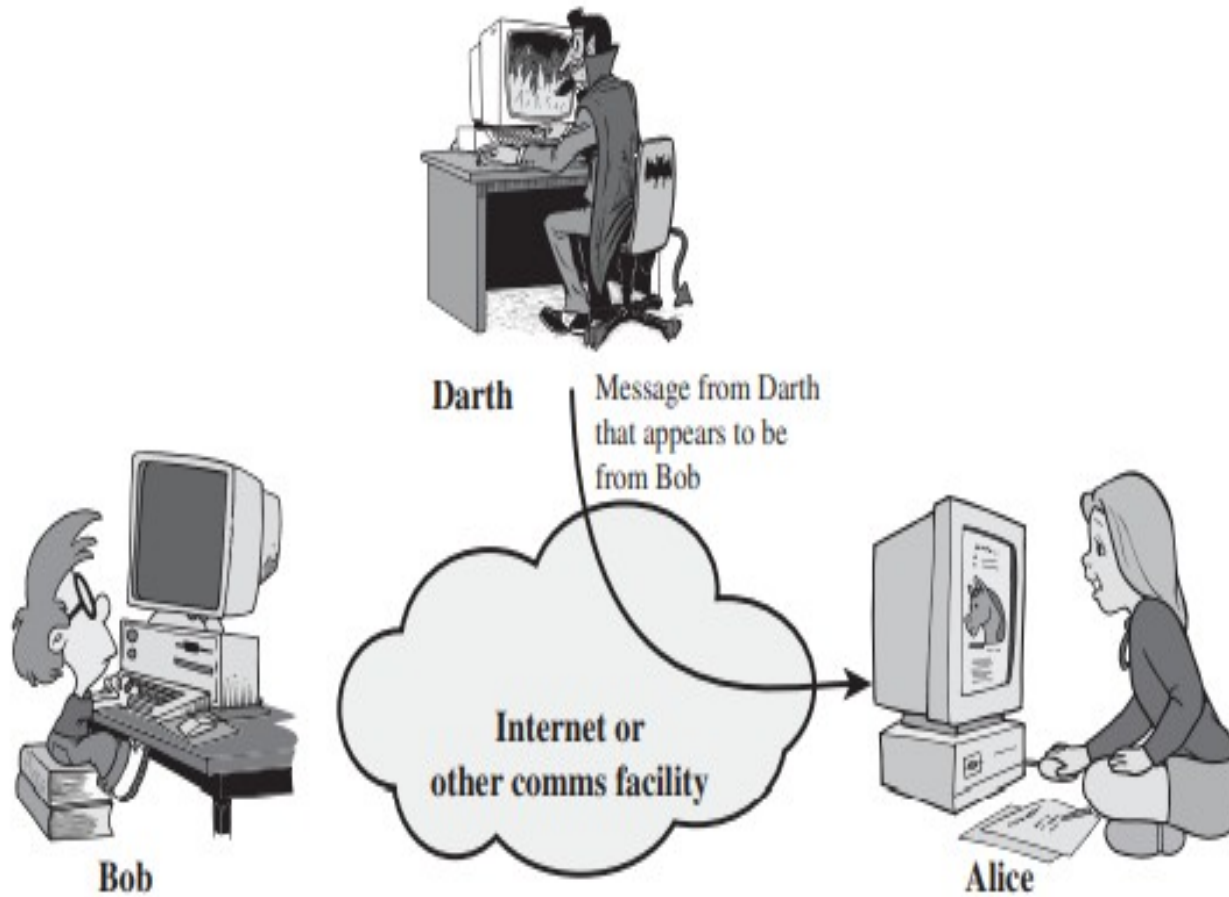 Darth
Message from Darth
that appears to be
from Bob
Internet or
other comms facility
Bob
Alice